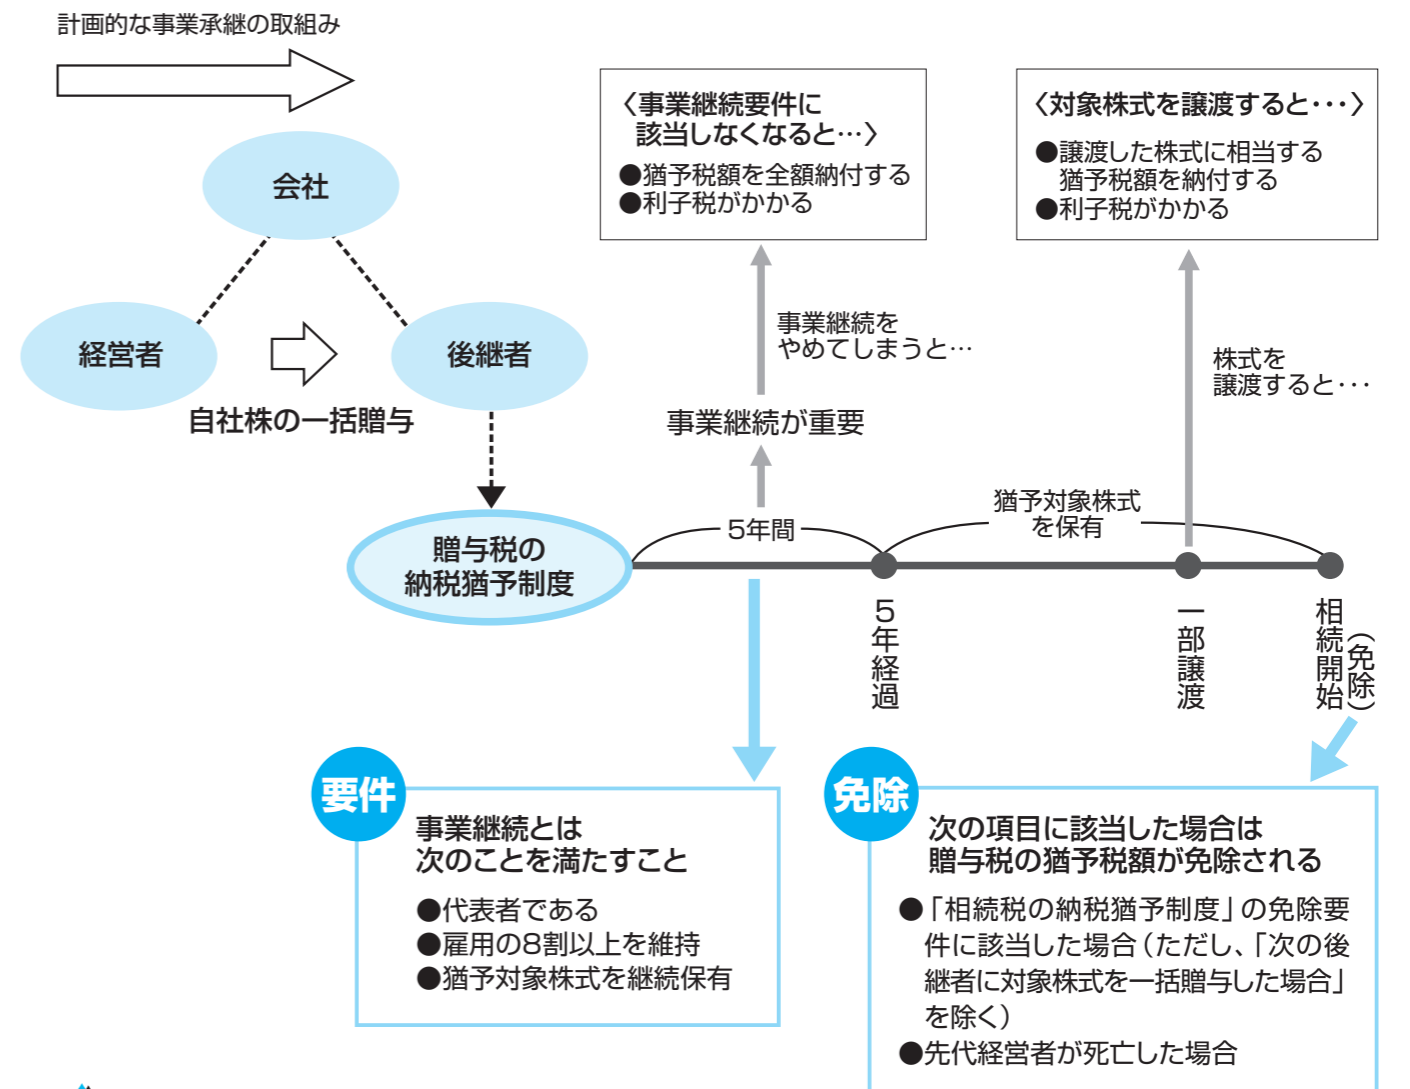 計画的な事業承継の取組み
会社
経営者
後継者
自社株の一括贈与
贈与税の
納税猶予制度
〈事業継続要件に
該当しなくなると…〉
●猶予税額を全額納付する
●利子税がかかる
事業継続を
やめてしまうと…
事業継続が重要
5年間
〈対象株式を譲渡すると・・・〉
●譲渡した株式に相当する
猶予税額を納付する
●利子税がかかる
株式を
譲渡すると・・・
猶予対象株式
を保有
5年経過
一部譲渡
相続開始
(免除)
要件
事業継続とは
次のことを満たすこと
●代表者である
●雇用の8割以上を維持
●猶予対象株式を継続保有
免除
次の項目に該当した場合は
贈与税の猶予税額が免除される
●「相続税の納税猶予制度」の免除要
件に該当した場合(ただし、「次の後
継者に対象株式を一括贈与した場合」
を除く)
●先代経営者が死亡した場合